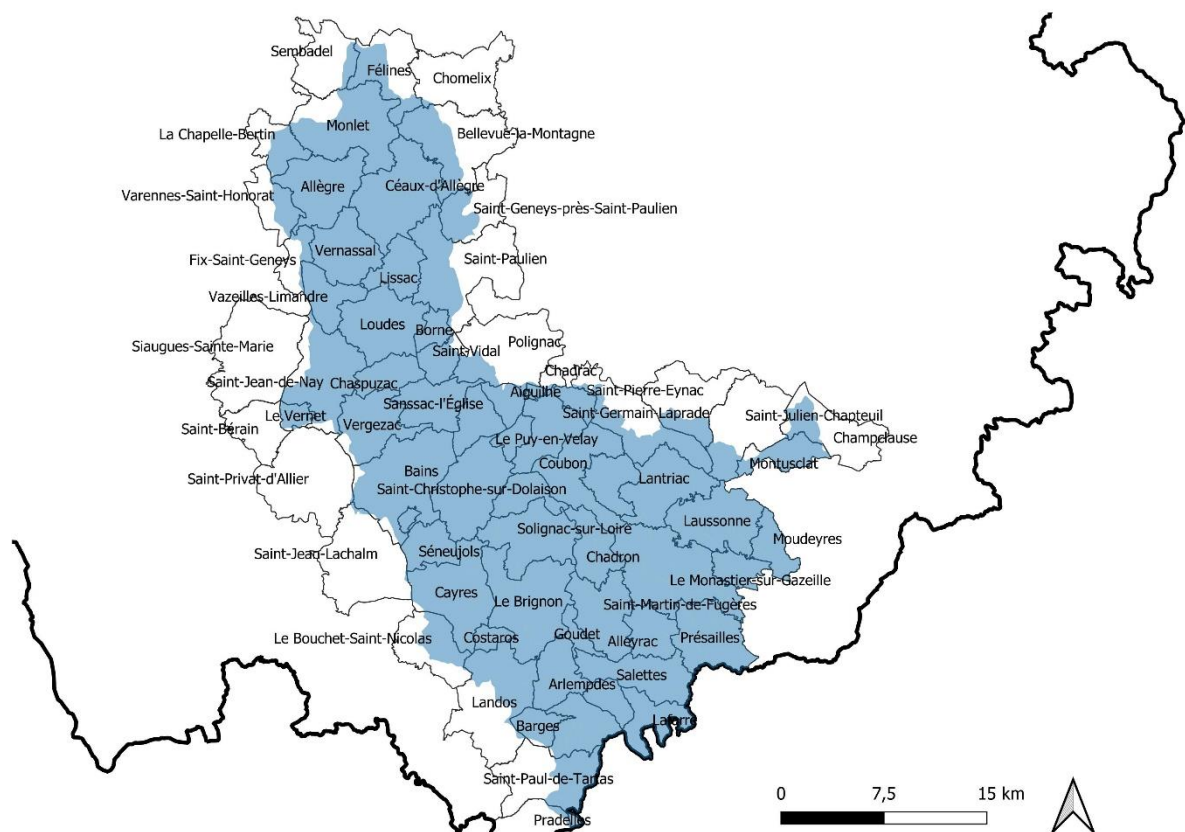 Sembadel
Félines
Chomelix
Monlet
La Chapelle-Bertin
Bellevue-la-Montagne
Allègre
Céaux-d'Allègre
Varennes-Saint-Honorat
Saint-Geneys-près-Saint-Paulien
Vernassal
Fix-Saint-Geneys
Saint-Paulien
Lissac
Vazeilles-Limandre
Loudes
Borne
Siaugues-Sainte-Marie
Polignac
Saint-Vidal
Chadrac
Saint-Jean-de-Nay
Chaspuzac
Aiguilhe
Saint-Pierre-Eynac
Sanssac-l'Église
Le Vernet
Saint-Germain-Laprade
Saint-Julien-Chapteuil
Saint-Bérain
Vergezac
Le Puy-en-Velay
Champclause
Bains
Coubon
Montusclat
Saint-Privat-d'Allier
Lantriac
Saint-Christophe-sur-Dolaison
Solignac-sur-Loire
Laussonne
Moudeyres
Saint-Jean-Lachalm
Séneujols
Chadron
Le Monastier-sur-Gazeille
Cayres
Le Brignon
Saint-Martin-de-Fugères
Le Bouchet-Saint-Nicolas
Costaros
Goudet
Alleyrac
Présailles
Salettes
Arlempdes
Landos
Lafarre
Barges
Saint-Paul-de-Tartas
Pradelles
0 7,5 15 km